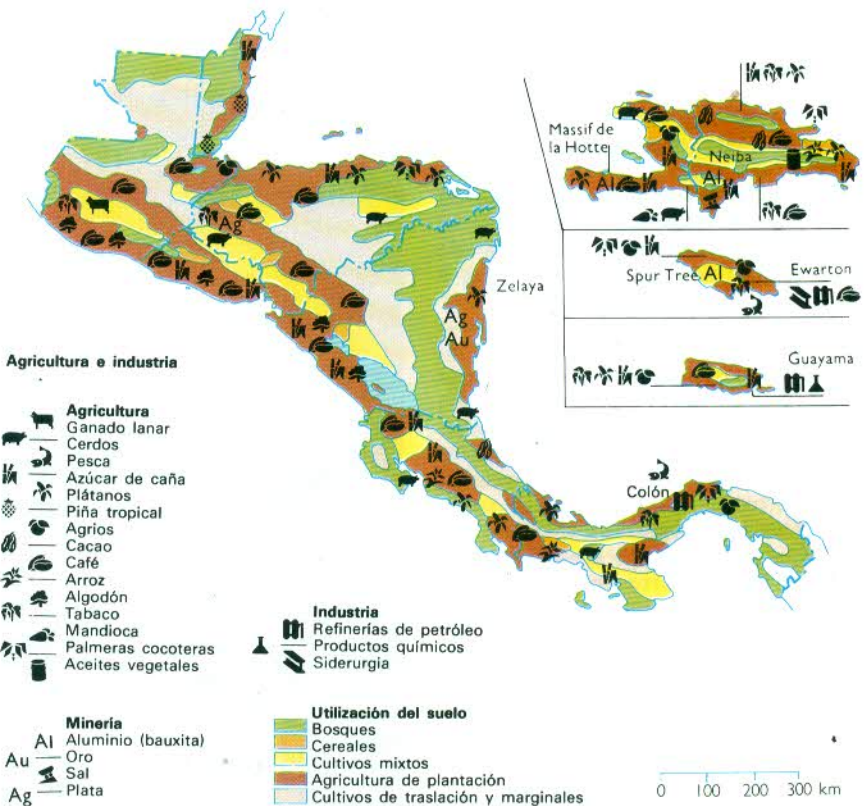 Massif de
la Hotte
Neiba
Al
Al
Zelaya
Ag
Ag
Au
Spur Tree
Al
Ewarton
Guayama
Colón
Agricultura e industria
Agricultura
Ganado lanar
Cerdos
Pesca
Azúcar de caña
Plátanos
Piña tropical
Agrios
Cacao
Café
Arroz
Algodón
Tabaco
Mandioca
Palmeras cocoteras
Aceites vegetales
Industria
Refinerías de petróleo
Productos químicos
Siderurgia
Minería
Al Aluminio (bauxita)
Au Oro
Sal
Ag Plata
Utilización del suelo
Bosques
Cereales
Cultivos mixtos
Agricultura de plantación
Cultivos de traslación y marginales
0 100 200 300 km